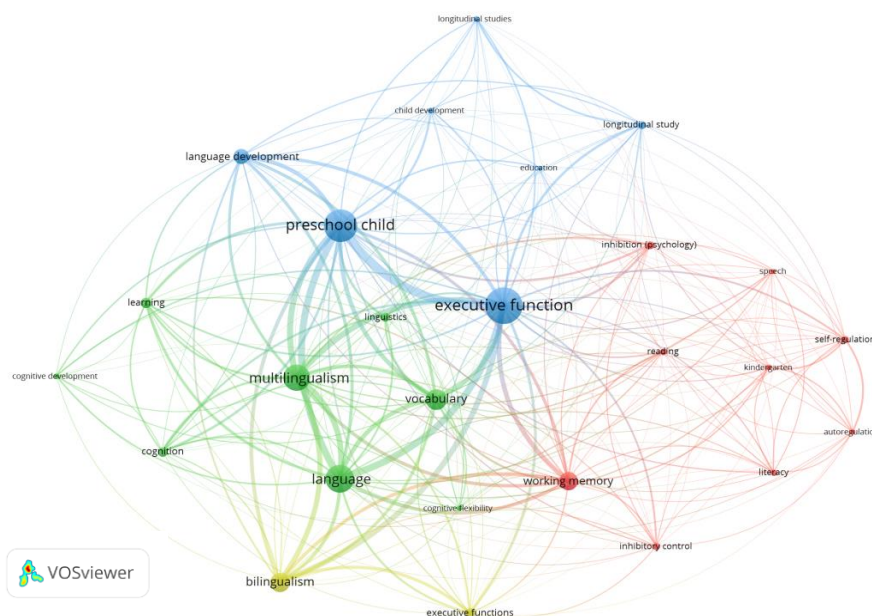 longitudinal studies
child development
longitudinal study
language development
education
preschool child
inhibition (psychology)
speech
learning
executive function
linguistics
self-regulation
reading
kindergarten
cognitive development
multilingualism
vocabulary
autoregulation
cognition
literacy
language
working memory
cognitive flexibility
inhibitory control
bilingualism
VOSviewer
executive functions